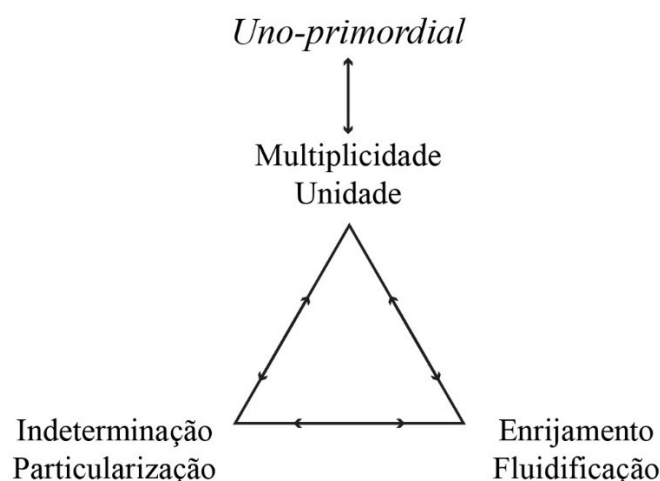 Uno-primordial
Multiplicidade
Unidade
Indeterminação
Particularização
Enrijamento
Fluidificação